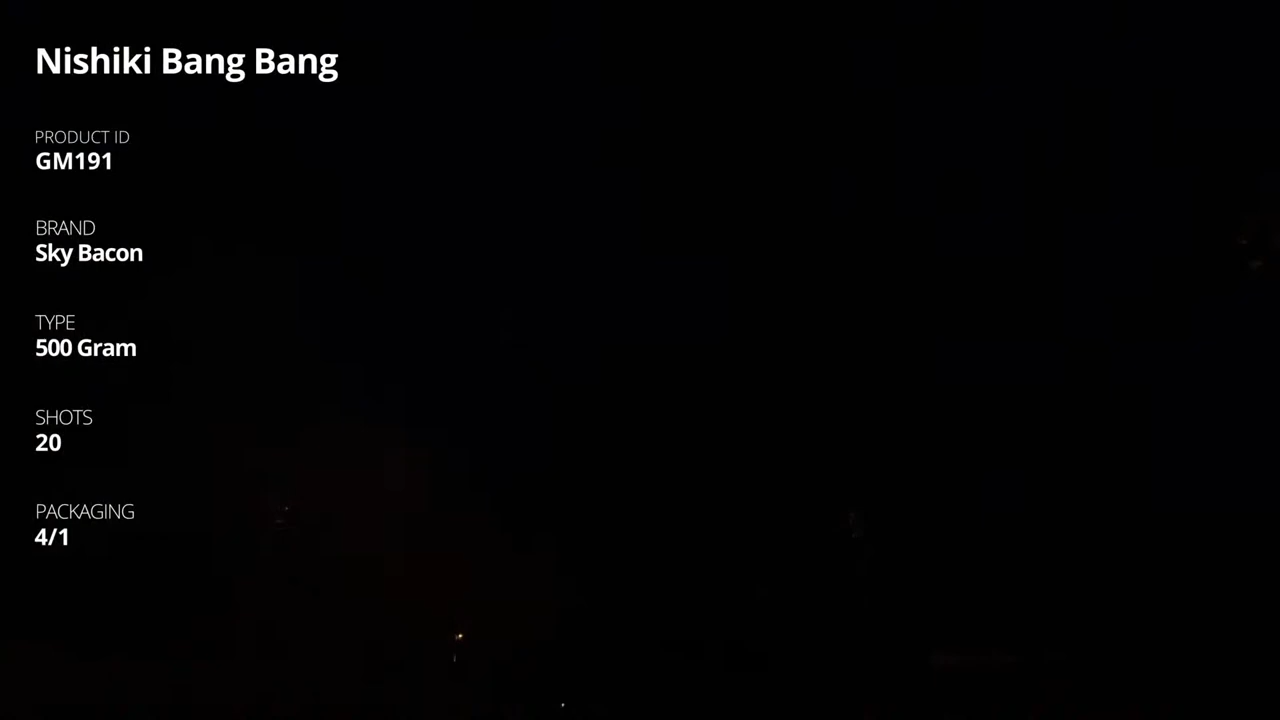 Nishiki Bang Bang
PRODUCT ID
GM191
BRAND
Sky Bacon
TYPE
500 Gram
SHOTS
20
PACKAGING
4/1